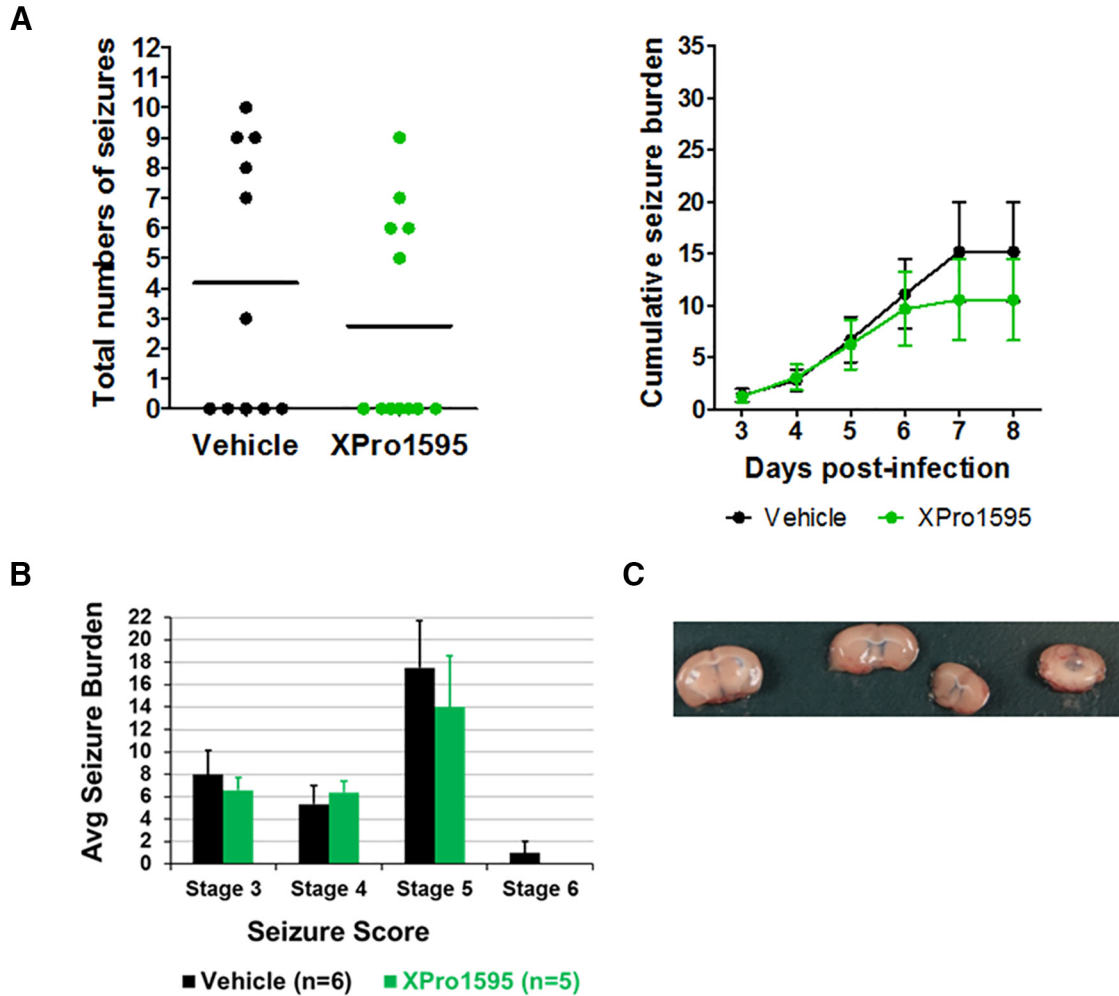 A
Total numbers of seizures
12
11
10
9
8
7
6
5
4
3
2
1
0
Vehicle XPro1595
Cumulative seizure burden
35
30
25
20
15
10
5
0
3 4 5 6 7 8
Days post-infection
Vehicle XPro1595
B
Avg Seizure Burden
22
20
18
16
14
12
10
8
6
4
2
0
Stage 3 Stage 4 Stage 5 Stage 6
Seizure Score
Vehicle (n=6) XPro1595 (n=5)
C